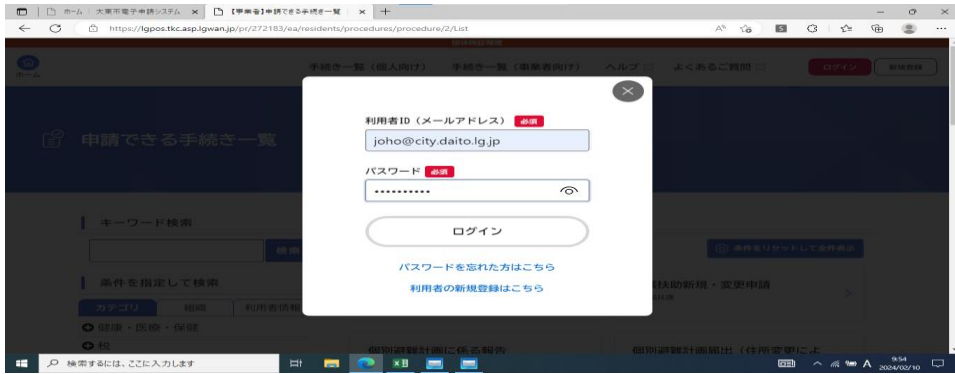 ホーム | 大東市電子申請システム
【事業者】申請できる手続き一覧 |
https://lgpos.tkc.asp.lgwan.jp/pr/272183/ea/residents/procedures/procedure/2/List
ホーム
手続き一覧（個人向け） 手続き一覧（事業者向け） ヘルプ よくあるご質問 ログイン 新規登録
申請できる手続き一覧
利用者ID（メールアドレス） 必須
joho@city.daito.lg.jp
パスワード 必須
••••••••••
ログイン
パスワードを忘れた方はこちら
利用者の新規登録はこちら
キーワード検索
検索
条件をリセットして全件表示
条件を指定して検索
扶助新規・変更申請
カテゴリ 組織 利用者情報
健康・医療・保健
税
個別避難計画に係る報告
個別避難計画届出（住所変更によ
検索するには、ここに入力します
A
9:54
2024/02/10